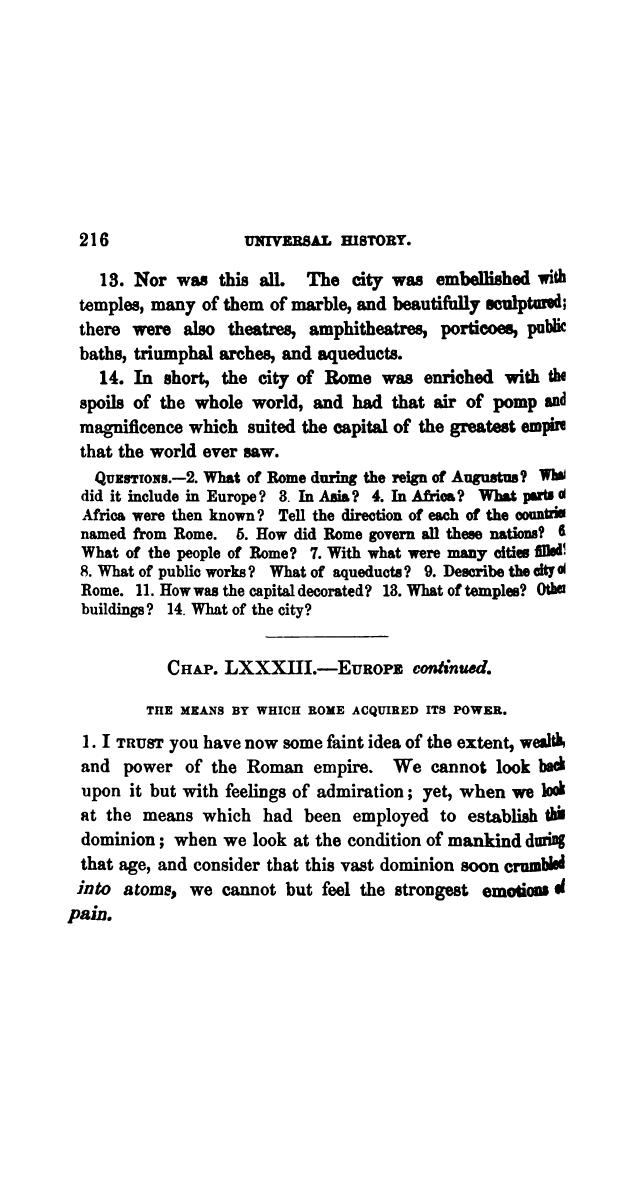 216 UNIVERSAL HISTORY.
13. Nor was this all. The city was embellished with
temples, many of them of marble, and beautifully sculptured;
there were also theatres, amphitheatres, porticoes, public
baths, triumphal arches, and aqueducts.
14. In short, the city of Rome was enriched with the
spoils of the whole world, and had that air of pomp and
magnificence which suited the capital of the greatest empire
that the world ever saw.
QUESTIONS.—2. What of Rome during the reign of Augustus? What
did it include in Europe? 3. In Asia? 4. In Africa? What parts of
Africa were then known? Tell the direction of each of the countries
named from Rome. 5. How did Rome govern all these nations? 6
What of the people of Rome? 7. With what were many cities filled?
8. What of public works? What of aqueducts? 9. Describe the city of
Rome. 11. How was the capital decorated? 13. What of temples? Other
buildings? 14. What of the city?
CHAP. LXXXIII.—EUROPE continued.
THE MEANS BY WHICH ROME ACQUIRED ITS POWER.
1. I TRUST you have now some faint idea of the extent, wealth,
and power of the Roman empire. We cannot look back
upon it but with feelings of admiration; yet, when we look
at the means which had been employed to establish this
dominion; when we look at the condition of mankind during
that age, and consider that this vast dominion soon crumbled
into atoms, we cannot but feel the strongest emotions of
pain.